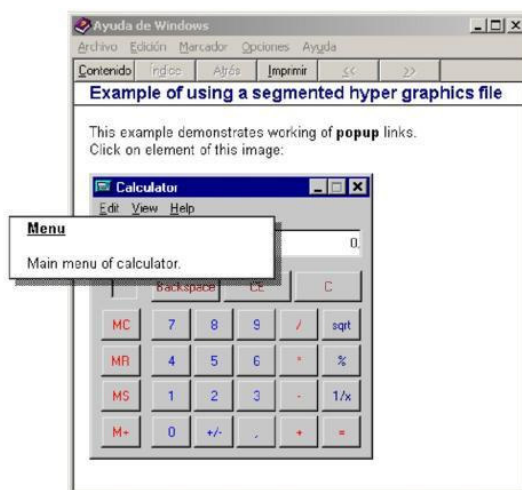 Ayuda de Windows
Archivo Edición Marcador Opciones Ayuda
Contenido Índice Atrás Imprimir << >>
Example of using a segmented hyper graphics file
This example demonstrates working of popup links.
Click on element of this image:
Calculator
Edit View Help
Menu
0,
Main menu of calculator.
Backspace CE C
MC 7 8 9 / sqrt
MR 4 5 6 * %
MS 1 2 3 - 1/x
M+ 0 +/- , + =